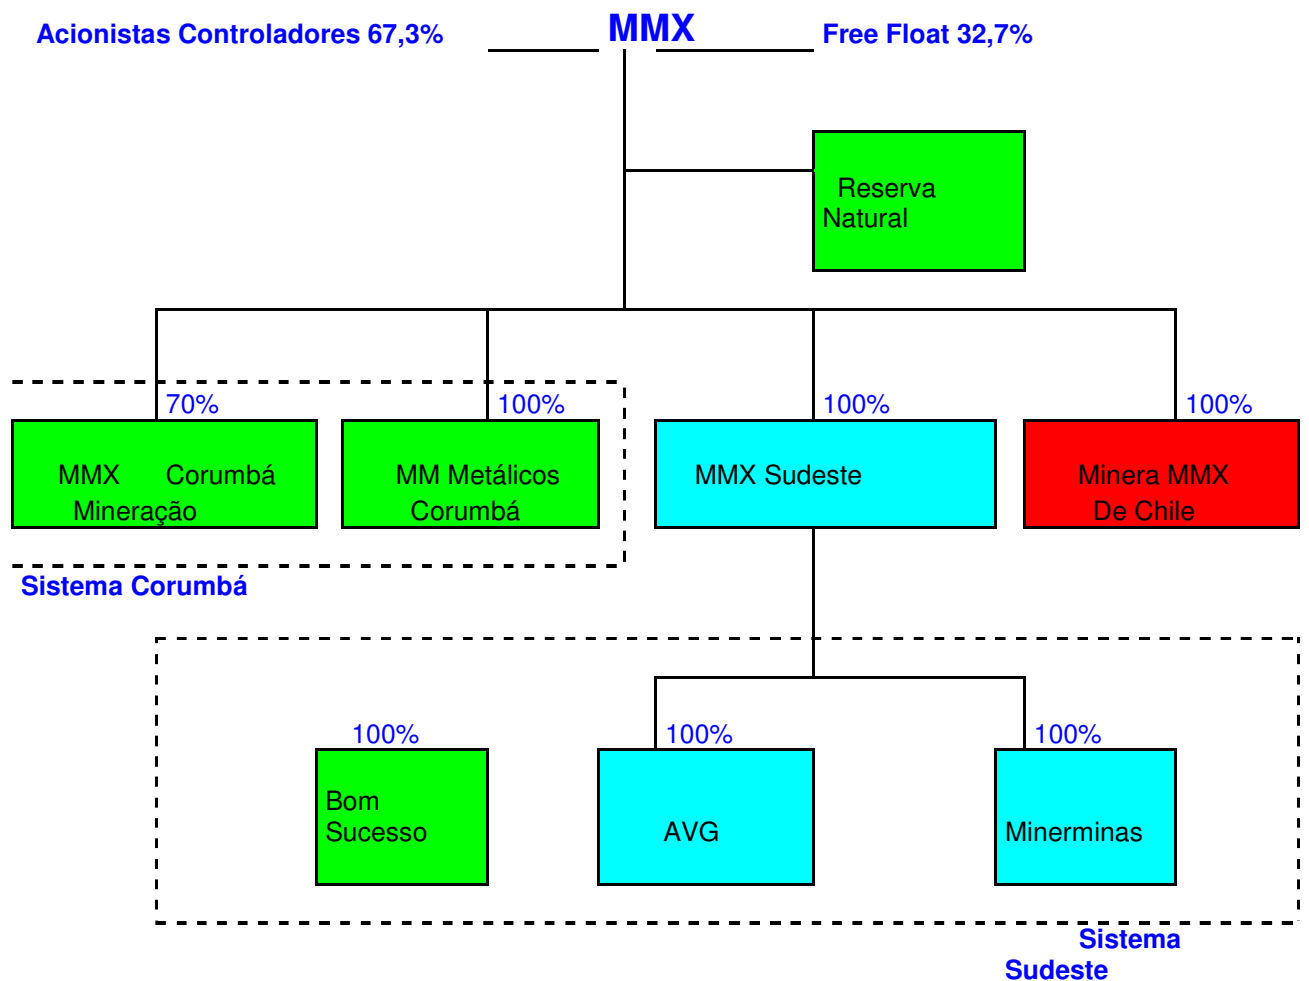 Acionistas Controladores 67,3%
MMX
Free Float 32,7%
Reserva
Natural
70%
100%
100%
100%
MMX Corumbá
Mineração
MM Metálicos
Corumbá
MMX Sudeste
Minera MMX
De Chile
Sistema Corumbá
100%
100%
100%
Bom
Sucesso
AVG
Minerminas
Sistema
Sudeste